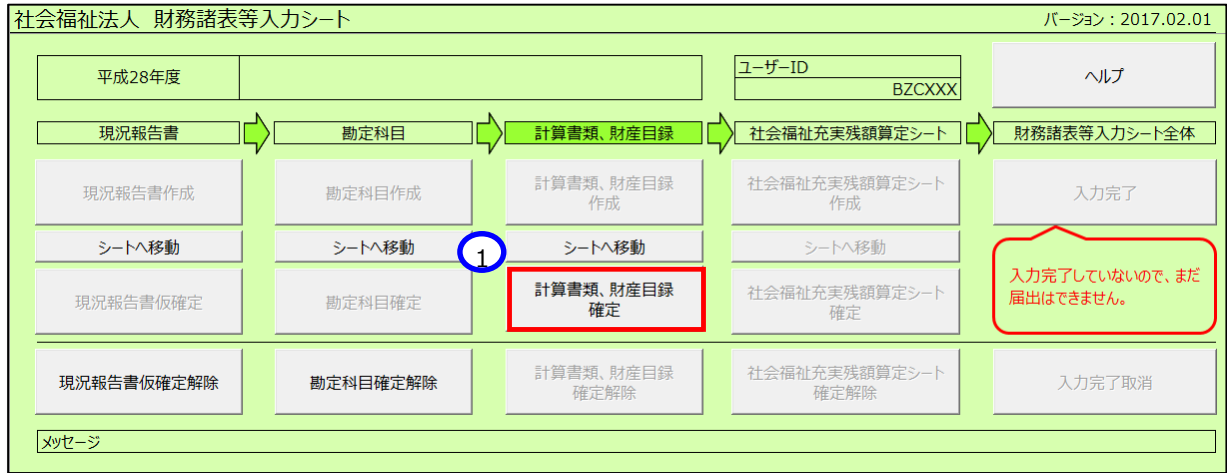 社会福祉法人 財務諸表等入力シート
バージョン：2017.02.01
平成28年度
ユーザーID
BZCXXX
ヘルプ
現況報告書
勘定科目
計算書類、財産目録
社会福祉充実残額算定シート
財務諸表等入力シート全体
現況報告書作成
勘定科目作成
計算書類、財産目録
作成
社会福祉充実残額算定シート
作成
入力完了
シートへ移動
シートへ移動
1
シートへ移動
シートへ移動
現況報告書仮確定
勘定科目確定
計算書類、財産目録
確定
社会福祉充実残額算定シート
確定
入力完了していないので、まだ
届出はできません。
現況報告書仮確定解除
勘定科目確定解除
計算書類、財産目録
確定解除
社会福祉充実残額算定シート
確定解除
入力完了取消
メッセージ